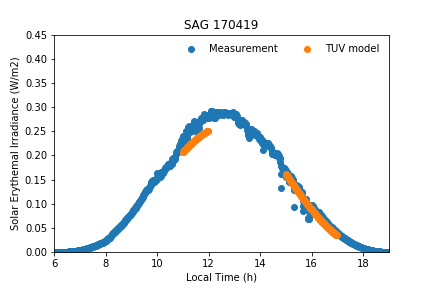 SAG 170419
Measurement TUV model
Solar Erythemal Irradiance (W/m2)
0.45
0.40
0.35
0.30
0.25
0.20
0.15
0.10
0.05
0.00
6 8 10 12 14 16 18
Local Time (h)